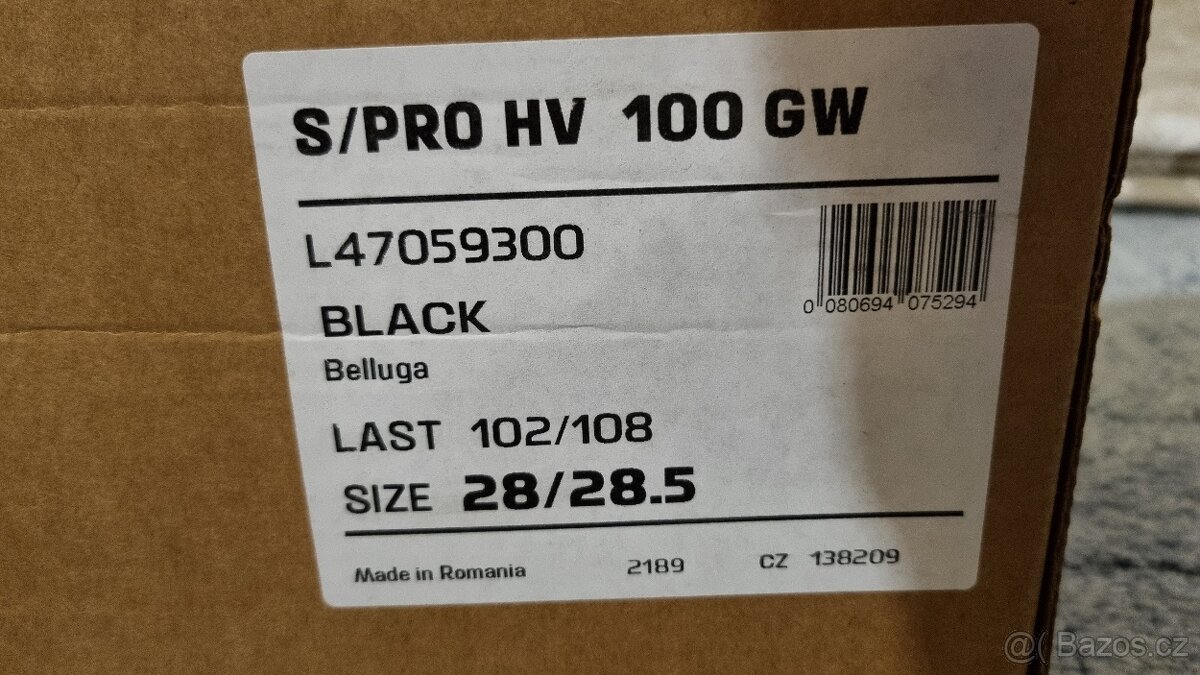 S/PRO HV 100 GW
L47059300
0 080694 075294
BLACK
Belluga
LAST 102/108
SIZE 28/28.5
Made in Romania 2189 CZ 138209
@( Bazos.cz